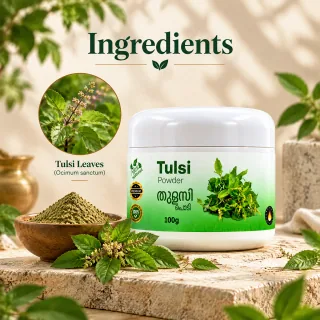 Ingredients
Tulsi Leaves
(Ocimum sanctum)
Tulsi
Powder
തുളസി
പൊടി
100g